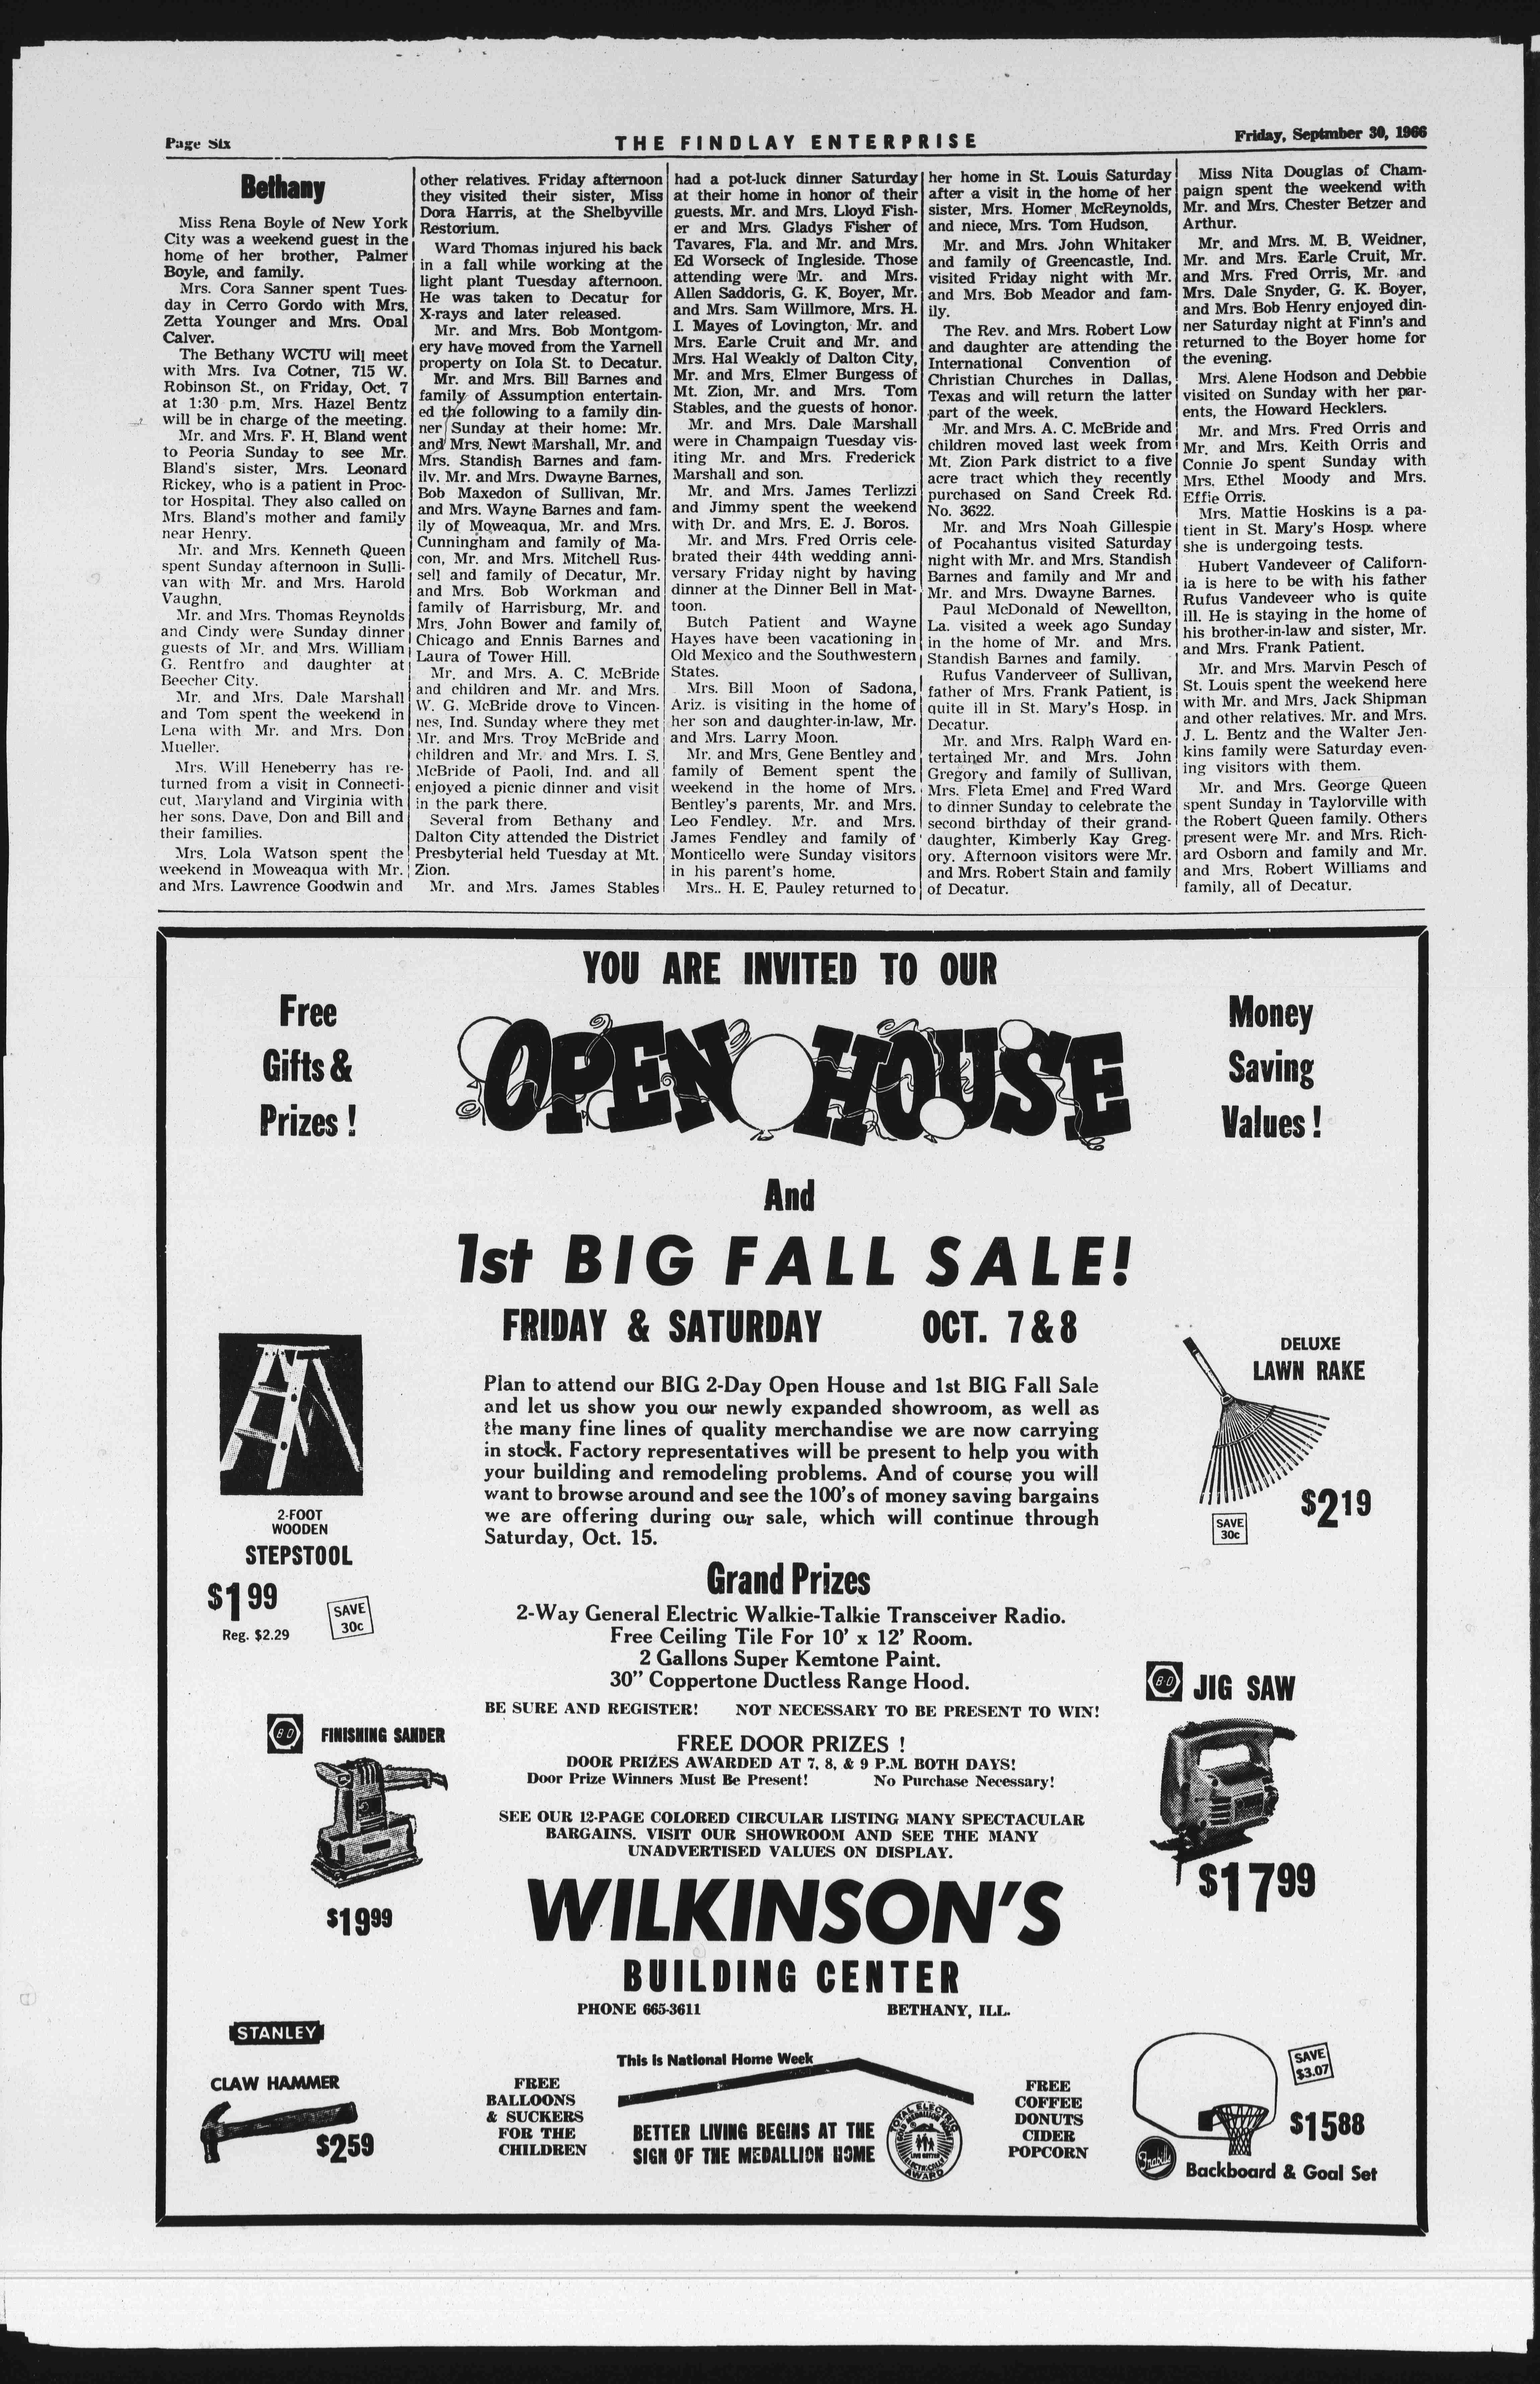 Page Six
THE FINDLAY ENTERPRISE
Friday, Septmber 30, 1966
Bethany
Miss Rena Boyle of New York
City was a weekend guest in the
home of her brother, Palmer
Boyle, and family.
Mrs. Cora Sanner spent Tues-
day in Cerro Gordo with Mrs.
Zetta Younger and Mrs. Opal
Calver.
The Bethany WCTU will meet
with Mrs. Iva Cotner, 715 W.
Robinson St., on Friday, Oct. 7
at 1:30 p.m. Mrs. Hazel Bentz
will be in charge of the meeting.
Mr. and Mrs. F. H. Bland went
to Peoria Sunday to see Mr.
Bland's sister, Mrs. Leonard
Rickey, who is a patient in Proc-
tor Hospital. They also called on
Mrs. Bland's mother and family
near Henry.
Mr. and Mrs. Kenneth Queen
spent Sunday afternoon in Sulli-
van with Mr. and Mrs. Harold
Vaughn.
Mr. and Mrs. Thomas Reynolds
and Cindy were Sunday dinner
guests of Mr. and Mrs. William
G. Rentfro and daughter at
Beecher City.
Mr. and Mrs. Dale Marshall
and Tom spent the weekend in
Lena with Mr. and Mrs. Don
Mueller.
Mrs. Will Heneberry has re-
turned from a visit in Connecti-
cut, Maryland and Virginia with
her sons, Dave, Don and Bill and
their families.
Mrs. Lola Watson spent the
weekend in Moweaqua with Mr.
and Mrs. Lawrence Goodwin and
other relatives. Friday afternoon
they visited their sister, Miss
Dora Harris, at the Shelbyville
Restorium.
Ward Thomas injured his back
in a fall while working at the
light plant Tuesday afternoon.
He was taken to Decatur for
X-rays and later released.
Mr. and Mrs. Bob Montgom-
ery have moved from the Yarnell
property on Iola St. to Decatur.
Mr. and Mrs. Bill Barnes and
family of Assumption entertain-
ed the following to a family din-
ner Sunday at their home: Mr.
and Mrs. Newt Marshall, Mr. and
Mrs. Standish Barnes and fam-
ily, Mr. and Mrs. Dwayne Barnes,
Bob Maxedon of Sullivan, Mr.
and Mrs. Wayne Barnes and fam-
ily of Moweaqua, Mr. and Mrs.
Cunningham and family of Ma-
con, Mr. and Mrs. Mitchell Rus-
sell and family of Decatur, Mr.
and Mrs. Bob Workman and
family of Harrisburg, Mr. and
Mrs. John Bower and family of,
Chicago and Ennis Barnes and
Laura of Tower Hill.
Mr. and Mrs. A. C. McBride
and children and Mr. and Mrs.
W. G. McBride drove to Vincen-
nes, Ind. Sunday where they met
Mr. and Mrs. Troy McBride and
children and Mr. and Mrs. I. S.
McBride of Paoli, Ind. and all
enjoyed a picnic dinner and visit
in the park there.
Several from Bethany and
Dalton City attended the District
Presbyterial held Tuesday at Mt.
Zion.
Mr. and Mrs. James Stables
had a pot-luck dinner Saturday
at their home in honor of their
guests, Mr. and Mrs. Lloyd Fish-
er and Mrs. Gladys Fisher of
Tavares, Fla. and Mr. and Mrs.
Ed Worseck of Ingleside. Those
attending were Mr. and Mrs.
Allen Saddoris, G. K. Boyer, Mr.
and Mrs. Sam Willmore, Mrs. H.
I. Mayes of Lovington, Mr. and
Mrs. Earle Cruit and Mr. and
Mrs. Hal Weakly of Dalton City,
Mr. and Mrs. Elmer Burgess of
Mt. Zion, Mr. and Mrs. Tom
Stables, and the guests of honor.
Mr. and Mrs. Dale Marshall
were in Champaign Tuesday vis-
iting Mr. and Mrs. Frederick
Marshall and son.
Mr. and Mrs. James Terlizzi
and Jimmy spent the weekend
with Dr. and Mrs. E. J. Boros.
Mr. and Mrs. Fred Orris cele-
brated their 44th wedding anni-
versary Friday night by having
dinner at the Dinner Bell in Mat-
toon.
Butch Patient and Wayne
Hayes have been vacationing in
Old Mexico and the Southwestern
States.
Mrs. Bill Moon of Sadona,
Ariz. is visiting in the home of
her son and daughter-in-law, Mr.
and Mrs. Larry Moon.
Mr. and Mrs. Gene Bentley and
family of Bement spent the
weekend in the home of Mrs.
Bentley's parents, Mr. and Mrs.
Leo Fendley. Mr. and Mrs.
James Fendley and family of
Monticello were Sunday visitors
in his parent's home.
Mrs.. H. E. Pauley returned to
her home in St. Louis Saturday
after a visit in the home of her
sister, Mrs. Homer McReynolds,
and niece, Mrs. Tom Hudson.
Mr. and Mrs. John Whitaker
and family of Greencastle, Ind.
visited Friday night with Mr.
and Mrs. Bob Meador and fam-
ily.
The Rev. and Mrs. Robert Low
and daughter are attending the
International Convention of
Christian Churches in Dallas,
Texas and will return the latter
part of the week.
Mr. and Mrs. A. C. McBride and
children moved last week from
Mt. Zion Park district to a five
acre tract which they recently
purchased on Sand Creek Rd.
No. 3622.
Mr. and Mrs Noah Gillespie
of Pocahantus visited Saturday
night with Mr. and Mrs. Standish
Barnes and family and Mr and
Mr. and Mrs. Dwayne Barnes.
Paul McDonald of Newellton,
La. visited a week ago Sunday
in the home of Mr. and Mrs.
Standish Barnes and family.
Rufus Vanderveer of Sullivan,
father of Mrs. Frank Patient, is
quite ill in St. Mary's Hosp. in
Decatur.
Mr. and Mrs. Ralph Ward en-
tertained Mr. and Mrs. John
Gregory and family of Sullivan,
Mrs. Fleta Emel and Fred Ward
to dinner Sunday to celebrate the
second birthday of their grand-
daughter, Kimberly Kay Greg-
ory. Afternoon visitors were Mr.
and Mrs. Robert Stain and family
of Decatur.
Miss Nita Douglas of Cham-
paign spent the weekend with
Mr. and Mrs. Chester Betzer and
Arthur.
Mr. and Mrs. M. B. Weidner,
Mr. and Mrs. Earle Cruit, Mr.
and Mrs. Fred Orris, Mr. and
Mrs. Dale Snyder, G. K. Boyer,
and Mrs. Bob Henry enjoyed din-
ner Saturday night at Finn's and
returned to the Boyer home for
the evening.
Mrs. Alene Hodson and Debbie
visited on Sunday with her par-
ents, the Howard Hecklers.
Mr. and Mrs. Fred Orris and
Mr. and Mrs. Keith Orris and
Connie Jo spent Sunday with
Mrs. Ethel Moody and Mrs.
Effie Orris.
Mrs. Mattie Hoskins is a pa-
tient in St. Mary's Hosp. where
she is undergoing tests.
Hubert Vandeveer of Californ-
ia is here to be with his father
Rufus Vandeveer who is quite
ill. He is staying in the home of
his brother-in-law and sister, Mr.
and Mrs. Frank Patient.
Mr. and Mrs. Marvin Pesch of
St. Louis spent the weekend here
with Mr. and Mrs. Jack Shipman
and other relatives. Mr. and Mrs.
J. L. Bentz and the Walter Jen-
kins family were Saturday even-
ing visitors with them.
Mr. and Mrs. George Queen
spent Sunday in Taylorville with
the Robert Queen family. Others
present were Mr. and Mrs. Rich-
ard Osborn and family and Mr.
and Mrs. Robert Williams and
family, all of Decatur.
YOU ARE INVITED TO OUR
Free
Gifts &
Prizes !
OPEN HOUSE
Money
Saving
Values !
And
1st BIG FALL SALE!
FRIDAY & SATURDAY OCT. 7 & 8
Plan to attend our BIG 2-Day Open House and 1st BIG Fall Sale
and let us show you our newly expanded showroom, as well as
the many fine lines of quality merchandise we are now carrying
in stock. Factory representatives will be present to help you with
your building and remodeling problems. And of course you will
want to browse around and see the 100's of money saving bargains
we are offering during our sale, which will continue through
Saturday, Oct. 15.
2-FOOT
WOODEN
STEPSTOOL
$1 99
Reg. $2.29
SAVE
30c
DELUXE
LAWN RAKE
$2 19
SAVE
30c
Grand Prizes
2-Way General Electric Walkie-Talkie Transceiver Radio.
Free Ceiling Tile For 10' x 12' Room.
2 Gallons Super Kemtone Paint.
30" Coppertone Ductless Range Hood.
BE SURE AND REGISTER! NOT NECESSARY TO BE PRESENT TO WIN!
B-D
FINISHING SANDER
$19 99
B-D
JIG SAW
$17 99
FREE DOOR PRIZES !
DOOR PRIZES AWARDED AT 7, 8, & 9 P.M. BOTH DAYS!
Door Prize Winners Must Be Present! No Purchase Necessary!
SEE OUR 12-PAGE COLORED CIRCULAR LISTING MANY SPECTACULAR
BARGAINS. VISIT OUR SHOWROOM AND SEE THE MANY
UNADVERTISED VALUES ON DISPLAY.
WILKINSON'S
BUILDING CENTER
PHONE 665-3611 BETHANY, ILL.
STANLEY
CLAW HAMMER
$2 59
FREE
BALLOONS
& SUCKERS
FOR THE
CHILDREN
This Is National Home Week
BETTER LIVING BEGINS AT THE
SIGN OF THE MEDALLION HOME
TOTAL ELECTRIC
GOLD MEDALLION HOME
LIVE BETTER
ELECTRICALLY
AWARD
FREE
COFFEE
DONUTS
CIDER
POPCORN
SAVE
$3.07
$15 88
Backboard & Goal Set